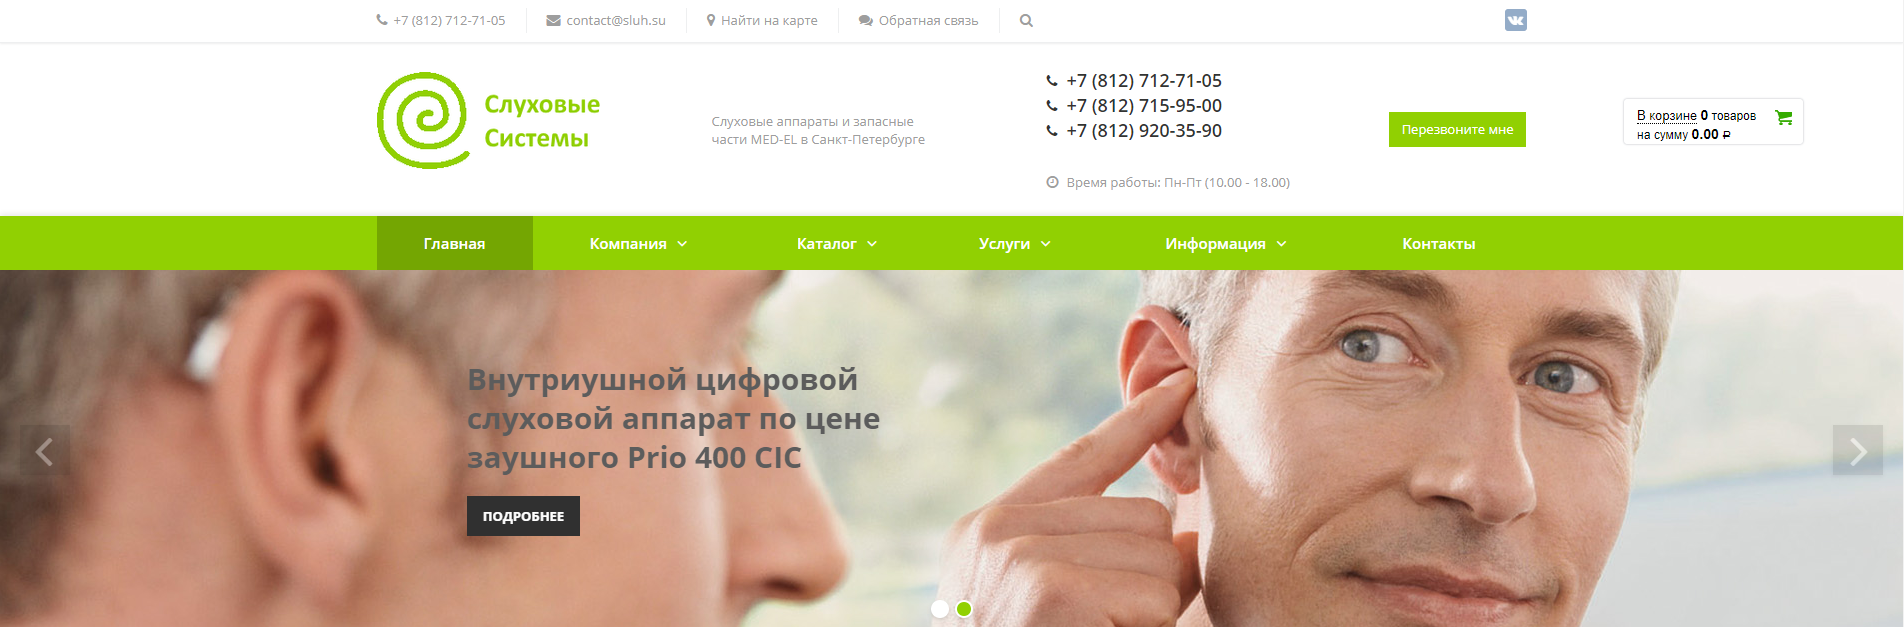 +7 (812) 712-71-05
contact@sluh.su
Найти на карте
Обратная связь
Слуховые
Системы
Слуховые аппараты и запасные
части MED-EL в Санкт-Петербурге
+7 (812) 712-71-05
+7 (812) 715-95-00
+7 (812) 920-35-90
Время работы: Пн-Пт (10.00 - 18.00)
Перезвоните мне
В корзине 0 товаров
на сумму 0.00 ₽
Главная
Компания
Каталог
Услуги
Информация
Контакты
Внутриушной цифровой
слуховой аппарат по цене
заушного Prio 400 CIC
ПОДРОБНЕЕ